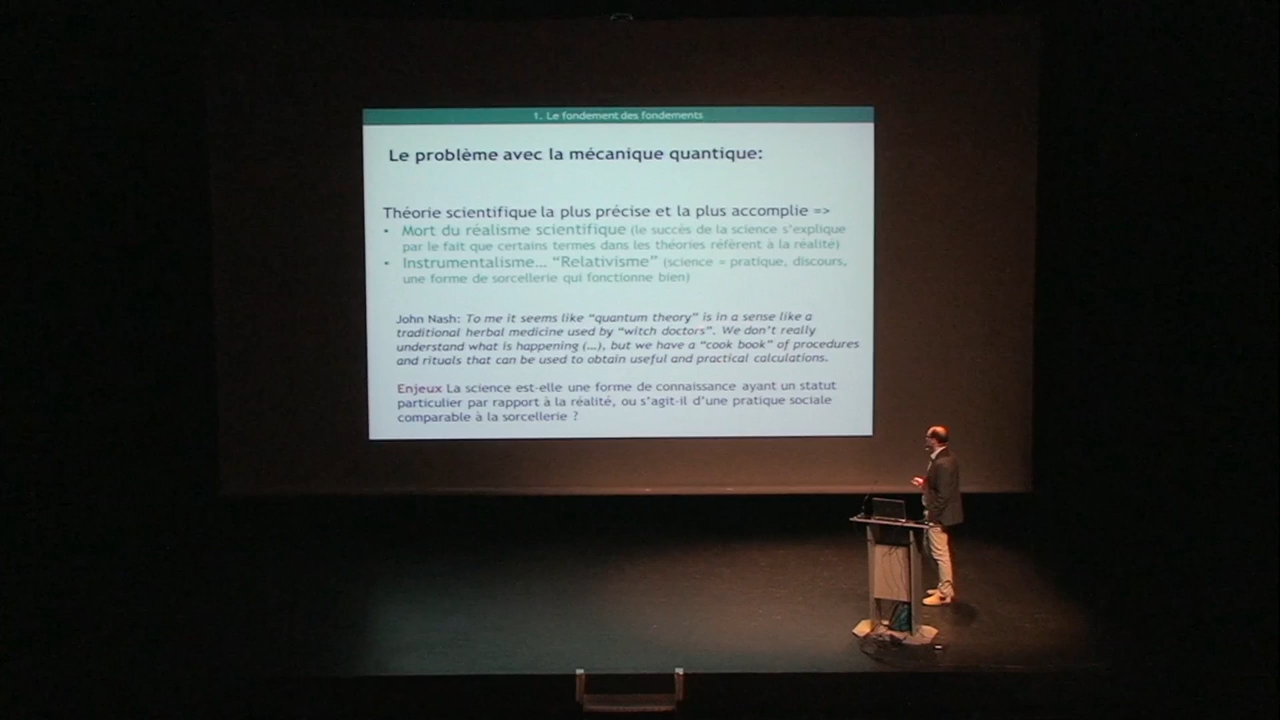 1. Le fondement des fondements
Le problème avec la mécanique quantique:
Théorie scientifique la plus précise et la plus accomplie =>
• Mort du réalisme scientifique (le succès de la science s'explique
par le fait que certains termes dans les théories réfèrent à la réalité)
• Instrumentalisme... "Relativisme" (science = pratique, discours,
une forme de sorcellerie qui fonctionne bien)
John Nash: To me it seems like "quantum theory" is in a sense like a
traditional herbal medicine used by "witch doctors". We don't really
understand what is happening (...), but we have a "cook book" of procedures
and rituals that can be used to obtain useful and practical calculations.
Enjeux La science est-elle une forme de connaissance ayant un statut
particulier par rapport à la réalité, ou s'agit-il d'une pratique sociale
comparable à la sorcellerie ?